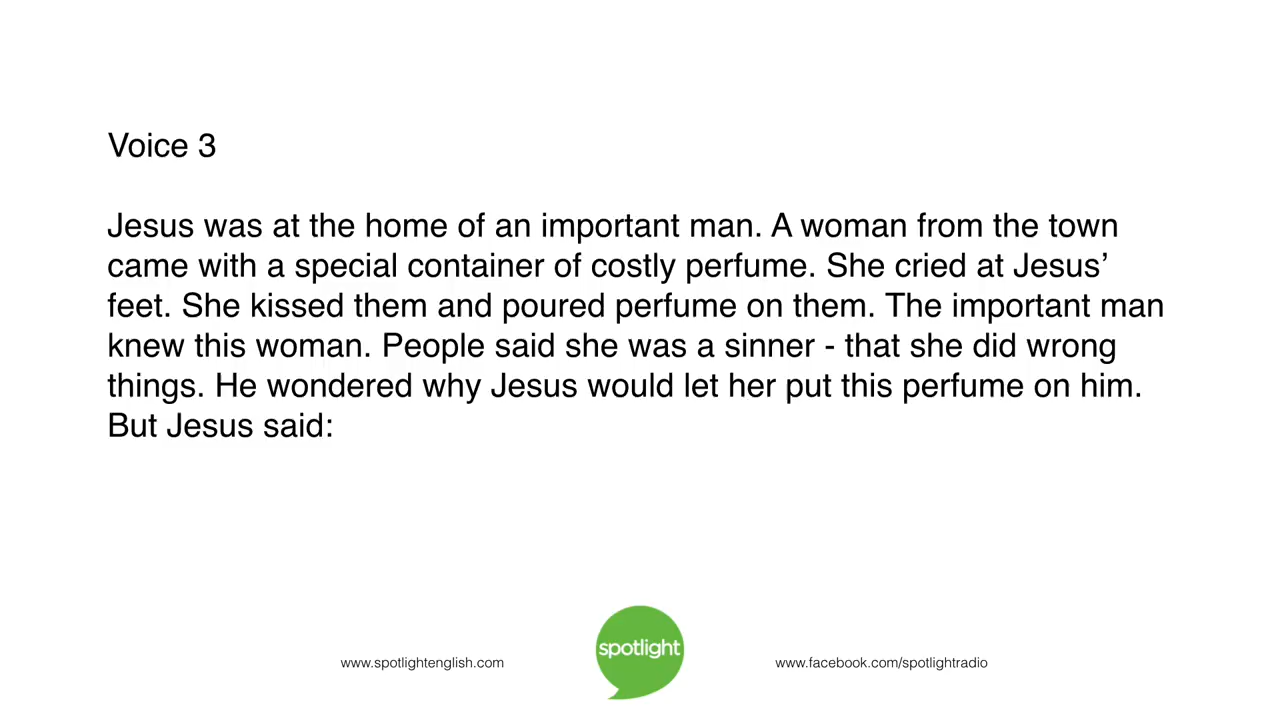 Voice 3
Jesus was at the home of an important man. A woman from the town
came with a special container of costly perfume. She cried at Jesus’
feet. She kissed them and poured perfume on them. The important man
knew this woman. People said she was a sinner - that she did wrong
things. He wondered why Jesus would let her put this perfume on him.
But Jesus said:
www.spotlightenglish.com
spotlight
www.facebook.com/spotlightradio